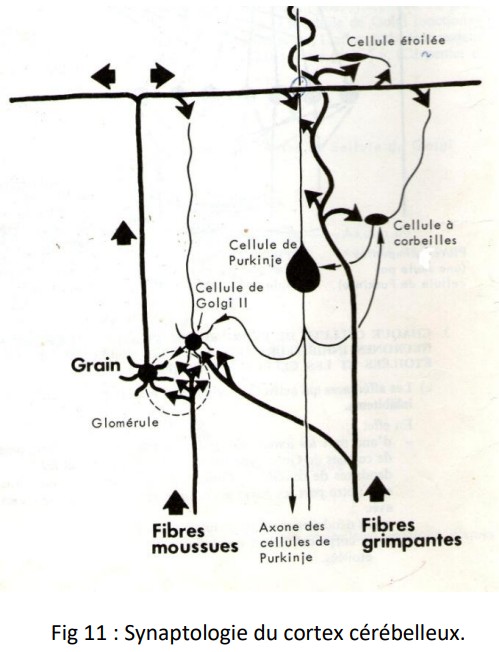 Cellule étoilée
Cellule à
corbeilles
Cellule de
Purkinje
Cellule de
Golgi II
Grain
Glomérule
Fibres
moussues
Axone des
cellules de
Purkinje
Fibres
grimpantes
Fig 11 : Synaptologie du cortex cérébelleux.